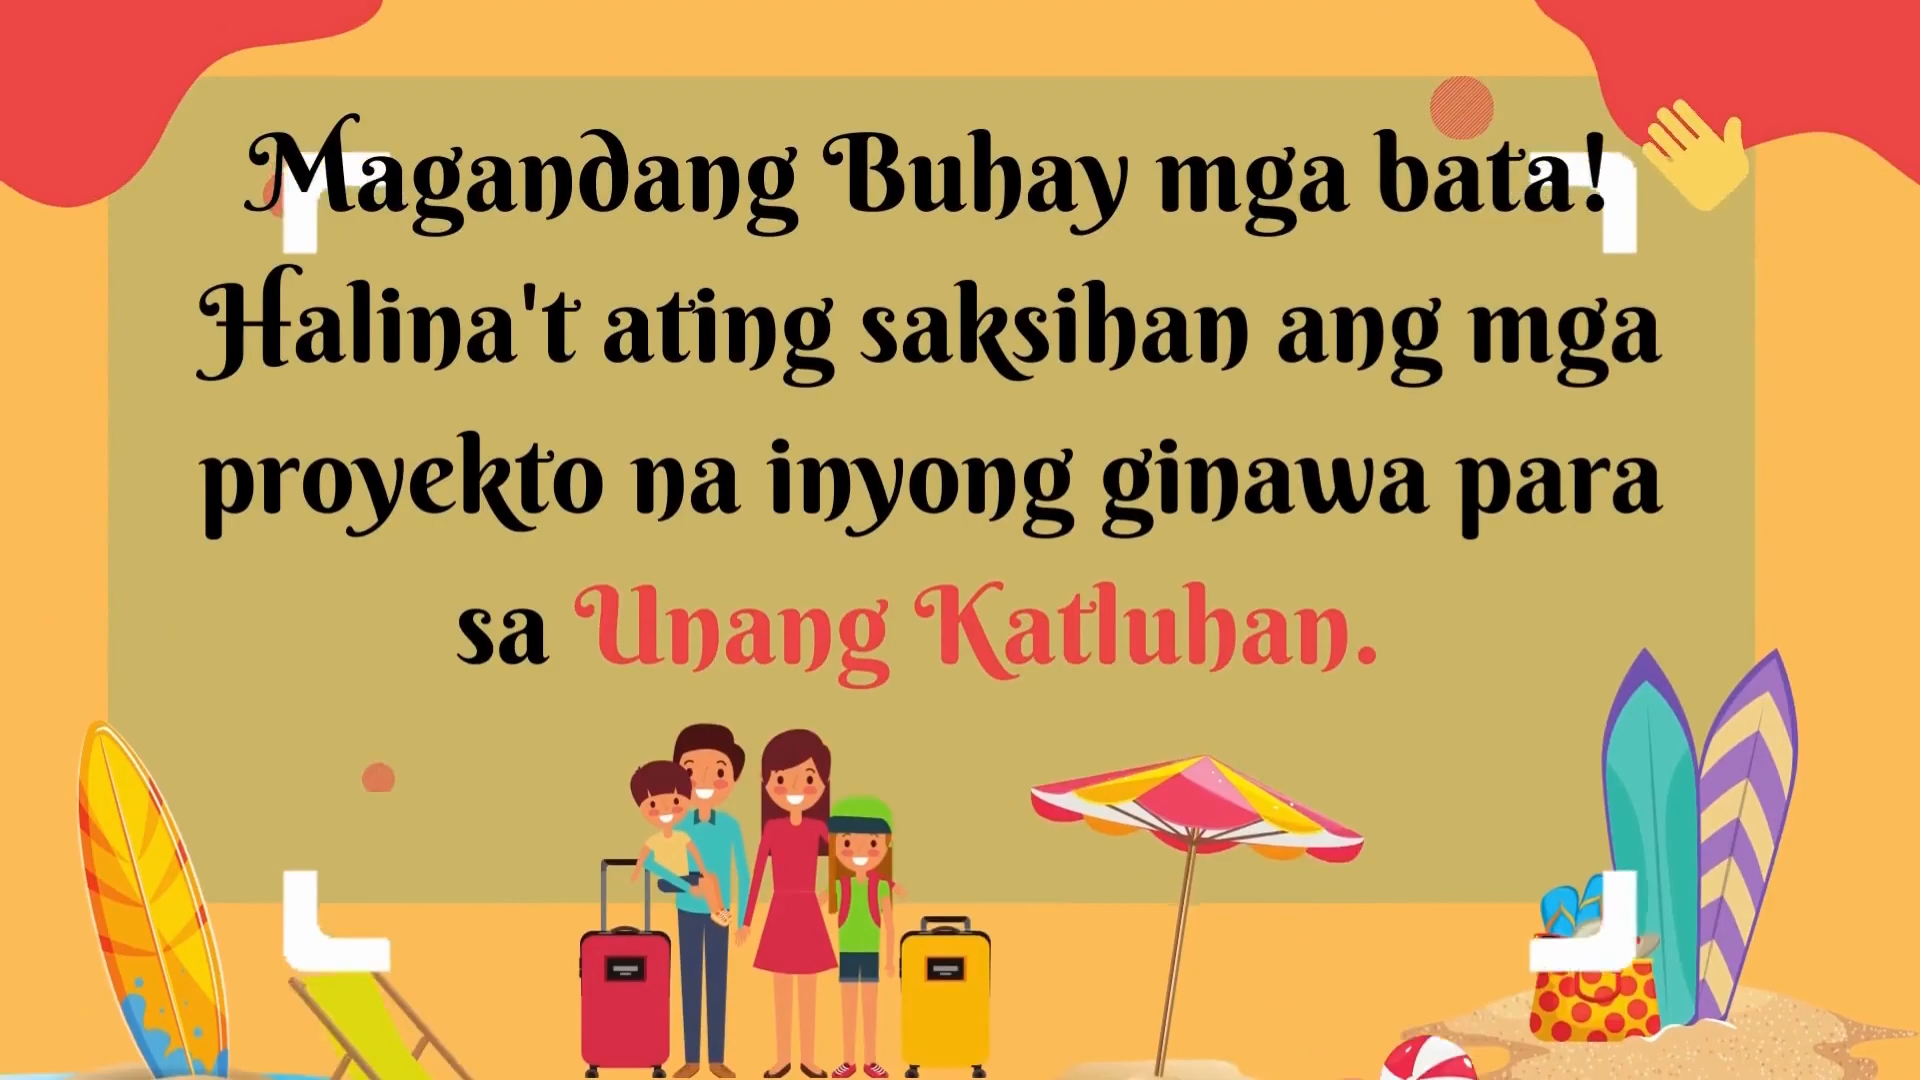 Magandang Buhay mga bata!
Halina't ating saksihan ang mga
proyekto na inyong ginawa para
sa Unang Katluhan.